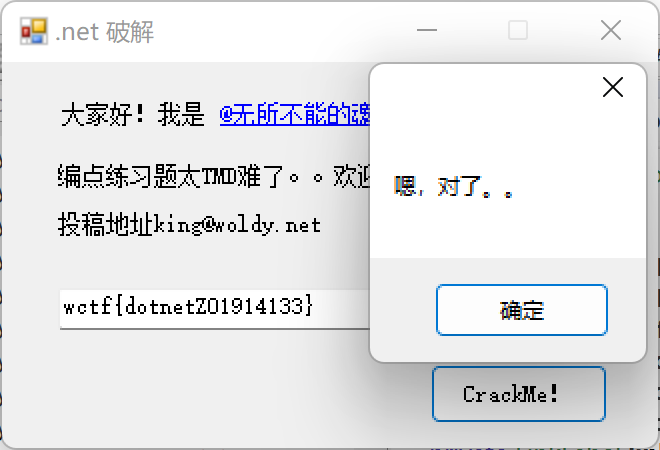 .net 破解
大家好！我是 @无所不能的魂
编点练习题太TMD难了。。欢迎
投稿地址king@woldy.net
嗯，对了。。
wctf{dotnetZ01914133}
确定
CrackMe!